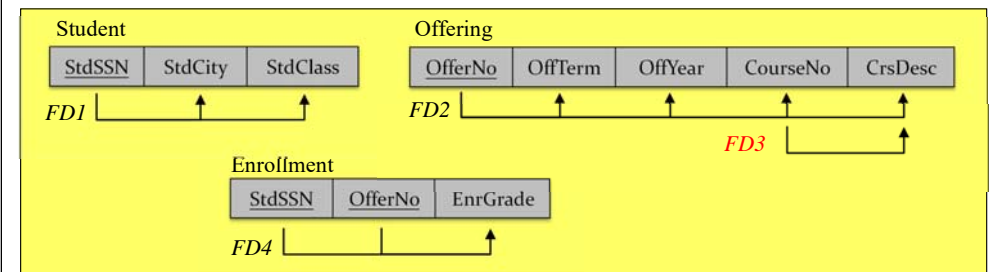 Student
StdSSN StdCity StdClass
FD1
Offering
OfferNo OffTerm OffYear CourseNo CrsDesc
FD2
FD3
Enrollment
StdSSN OfferNo EnrGrade
FD4